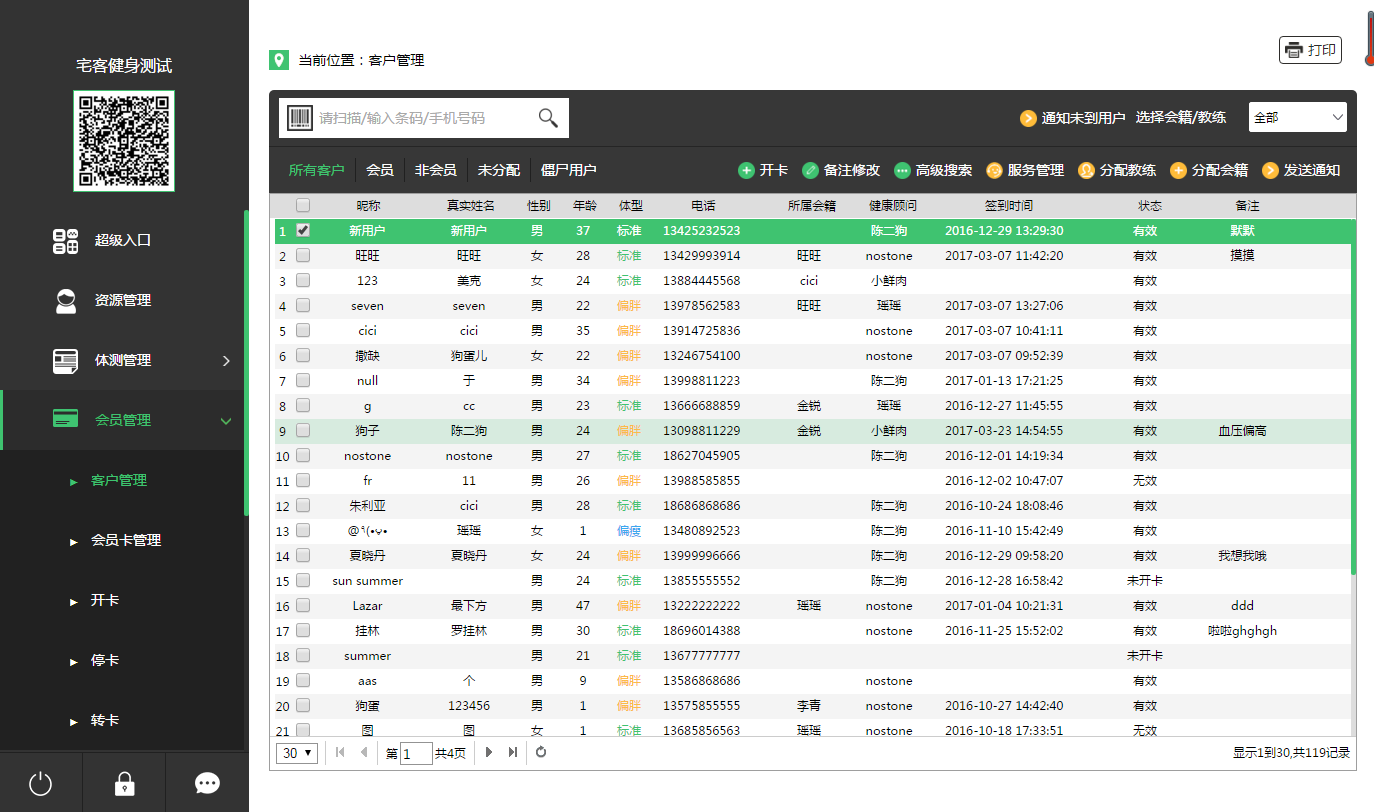 宅客健身测试
超级入口
资源管理
体测管理
会员管理
客户管理
会员卡管理
开卡
停卡
转卡
当前位置：客户管理
打印
请扫描/输入条码/手机号码
通知未到用户 选择会籍/教练 全部
所有客户 会员 非会员 未分配 僵尸用户
开卡 备注修改 高级搜索 服务管理 分配教练 分配会籍 发送通知
昵称 真实姓名 性别 年龄 体型 电话 所属会籍 健康顾问 签到时间 状态 备注
1 新用户 新用户 男 37 标准 13425232523 陈二狗 2016-12-29 13:29:30 有效 默默
2 旺旺 旺旺 女 28 标准 13429993914 旺旺 nostone 2017-03-07 11:42:20 有效 摸摸
3 123 美克 女 24 标准 13884445568 cici 小鲜肉 有效
4 seven seven 男 22 偏胖 13978562583 旺旺 瑶瑶 2017-03-07 13:27:06 有效
5 cici cici 男 35 偏胖 13914725836 nostone 2017-03-07 10:41:11 有效
6 撒缺 狗蛋儿 女 22 偏胖 13246754100 nostone 2017-03-07 09:52:39 有效
7 null 于 男 34 偏胖 13998811223 陈二狗 2017-01-13 17:21:25 有效
8 g cc 男 23 标准 13666688859 金锐 瑶瑶 2016-12-27 11:45:55 有效
9 狗子 陈二狗 男 24 偏胖 13098811229 金锐 小鲜肉 2017-03-23 14:54:55 有效 血压偏高
10 nostone nostone 男 27 标准 18627045905 陈二狗 2016-12-01 14:19:34 有效
11 fr 11 男 26 偏胖 13988585855 2016-12-02 10:47:07 无效
12 朱利亚 cici 男 28 标准 18686868686 陈二狗 2016-10-24 18:08:46 有效
13 瑶瑶 女 1 偏瘦 13480892523 陈二狗 2016-11-10 15:42:49 有效
14 夏晓丹 夏晓丹 女 24 偏胖 13999996666 陈二狗 2016-12-29 09:58:20 有效 我想我哦
15 sun summer 男 24 标准 13855555552 陈二狗 2016-12-28 16:58:42 未开卡
16 Lazar 最下方 男 47 偏胖 13222222222 瑶瑶 nostone 2017-01-04 10:21:31 有效 ddd
17 挂林 罗挂林 男 30 标准 18696014388 nostone 2016-11-25 15:52:02 有效 啦啦ghghgh
18 summer 男 21 标准 13677777777 未开卡
19 aas 个 男 9 偏胖 13586868686 nostone 有效
20 狗蛋 123456 男 1 偏胖 13575855555 李青 nostone 2016-10-27 14:42:40 有效
21 图 图 女 1 标准 13685856563 瑶瑶 nostone 2016-10-18 17:33:51 无效
30 第 1 共4页 显示1到30,共119记录